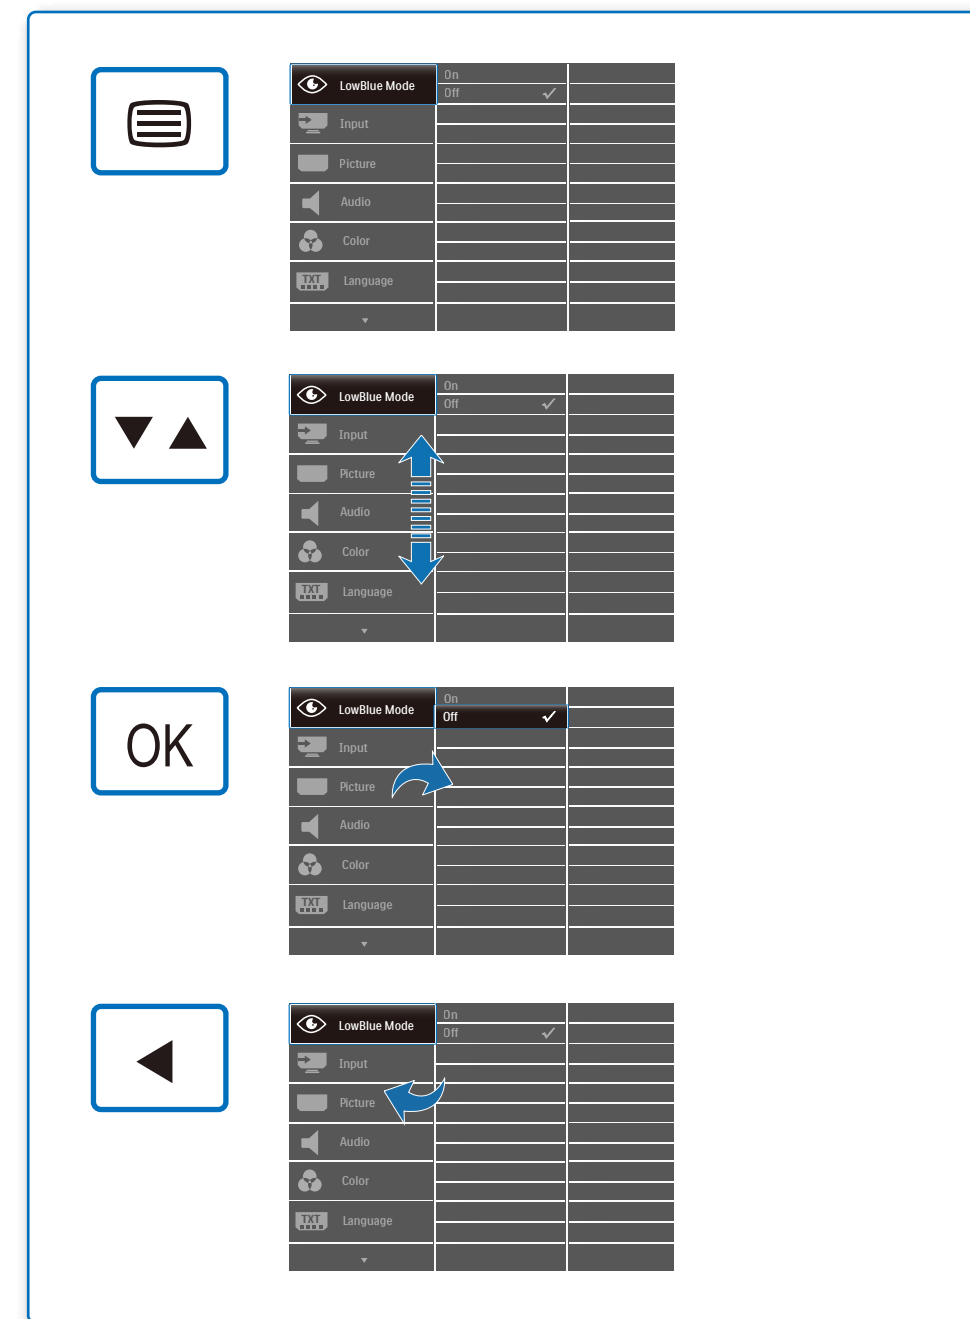 On
LowBlue Mode
Off
Input
Picture
Audio
Color
TXT
Language
On
LowBlue Mode
Off
Input
Picture
Audio
Color
TXT
Language
OK
On
LowBlue Mode
Off
Input
Picture
Audio
Color
TXT
Language
On
LowBlue Mode
Off
Input
Picture
Audio
Color
TXT
Language